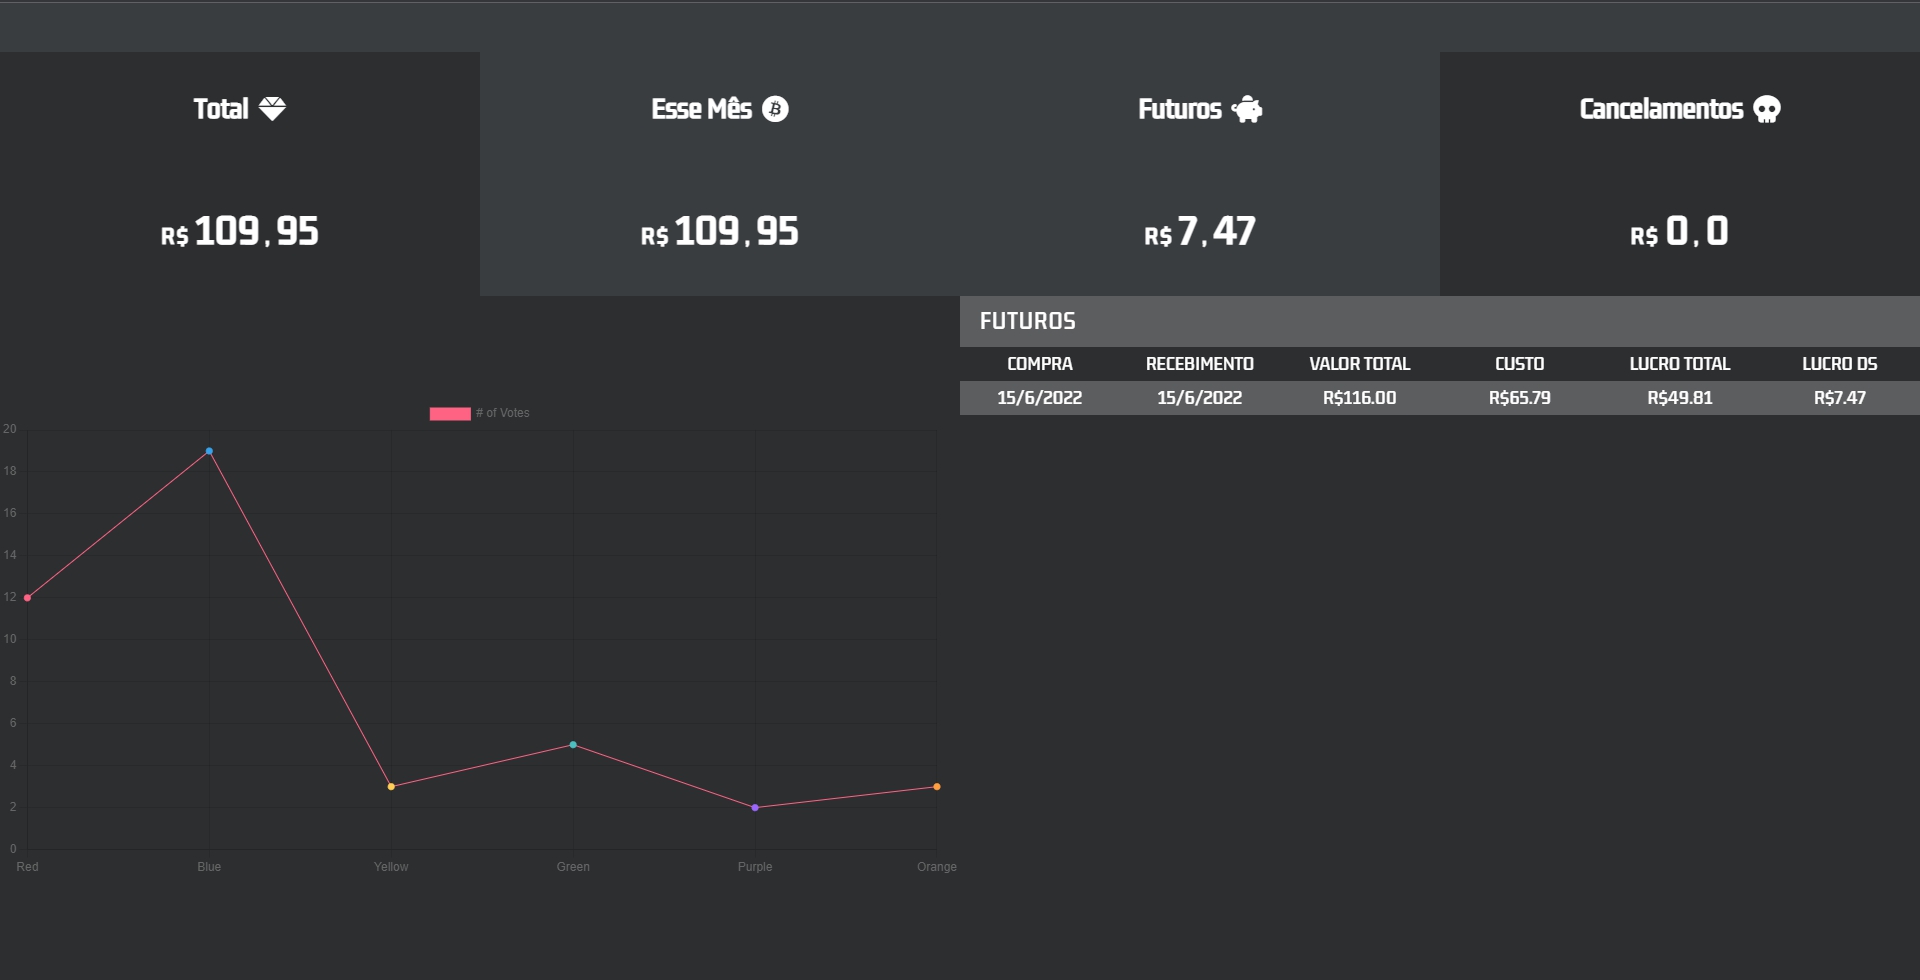 Total
Esse Mês
Futuros
Cancelamentos
R$ 109,95
R$ 109,95
R$ 7,47
R$ 0,0
FUTUROS
COMPRA RECEBIMENTO VALOR TOTAL CUSTO LUCRO TOTAL LUCRO DS
15/6/2022 15/6/2022 R$116.00 R$65.79 R$49.81 R$7.47
# of Votes
20
18
16
14
12
10
8
6
4
2
0
Red Blue Yellow Green Purple Orange